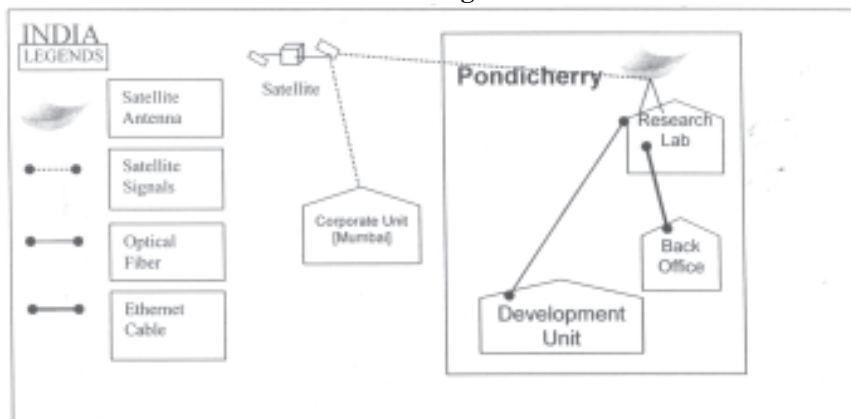 INDIA
LEGENDS
Satellite
Antenna
Satellite
Signals
Optical
Fiber
Ethernet
Cable
Satellite
Corporate Unit
[Mumbai]
Pondicherry
Research
Lab
Back
Office
Development
Unit